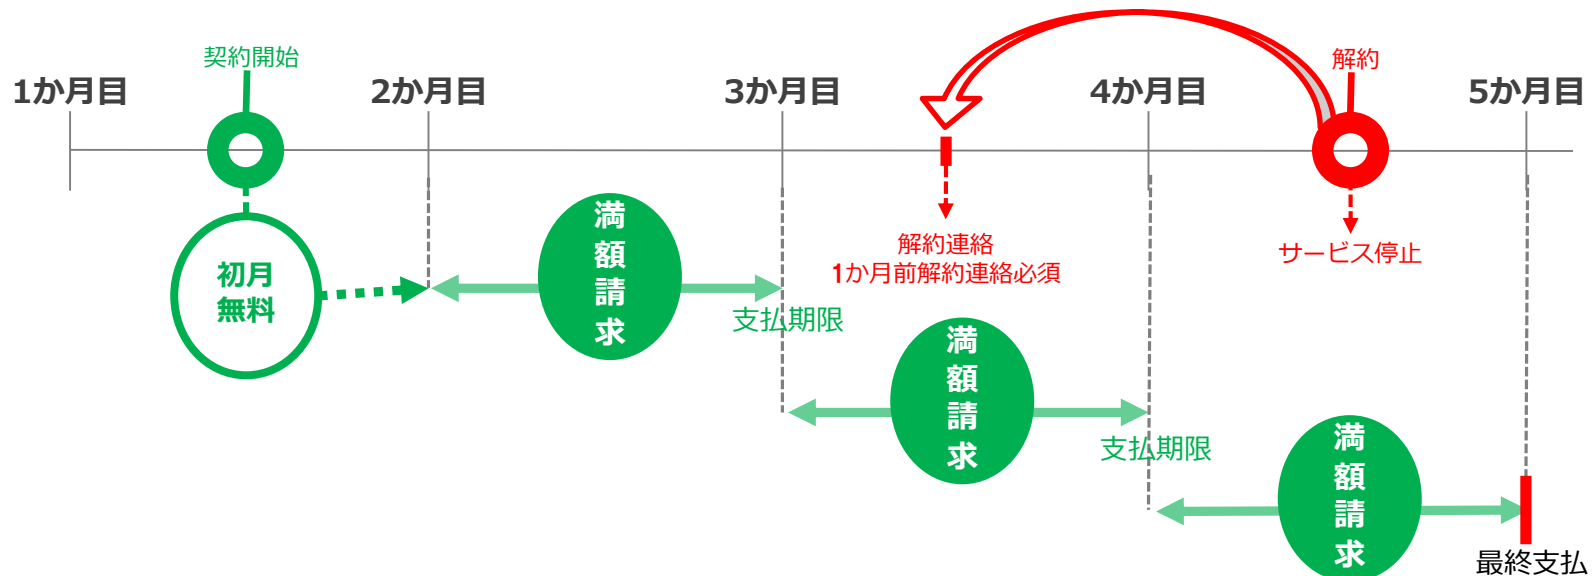 契約開始
解約
1か月目
2か月目
3か月目
4か月目
5か月目
初月
無料
満額請求
支払期限
解約連絡
1か月前解約連絡必須
サービス停止
満額請求
支払期限
満額請求
最終支払